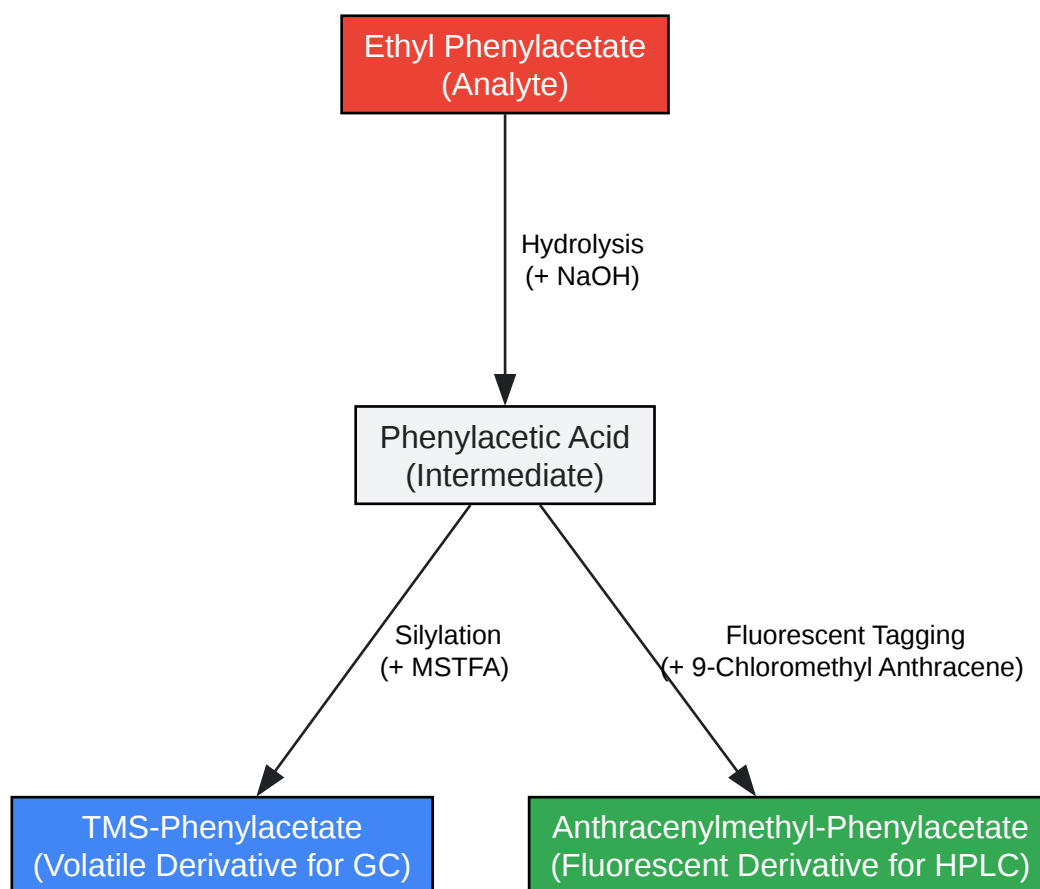 Ethyl Phenylacetate
(Analyte)
Hydrolysis
(+ NaOH)
Phenylacetic Acid
(Intermediate)
Silylation
(+ MSTFA)
Fluorescent Tagging
(+ 9-Chloromethyl Anthracene)
TMS-Phenylacetate
(Volatile Derivative for GC)
Anthracenylmethyl-Phenylacetate
(Fluorescent Derivative for HPLC)